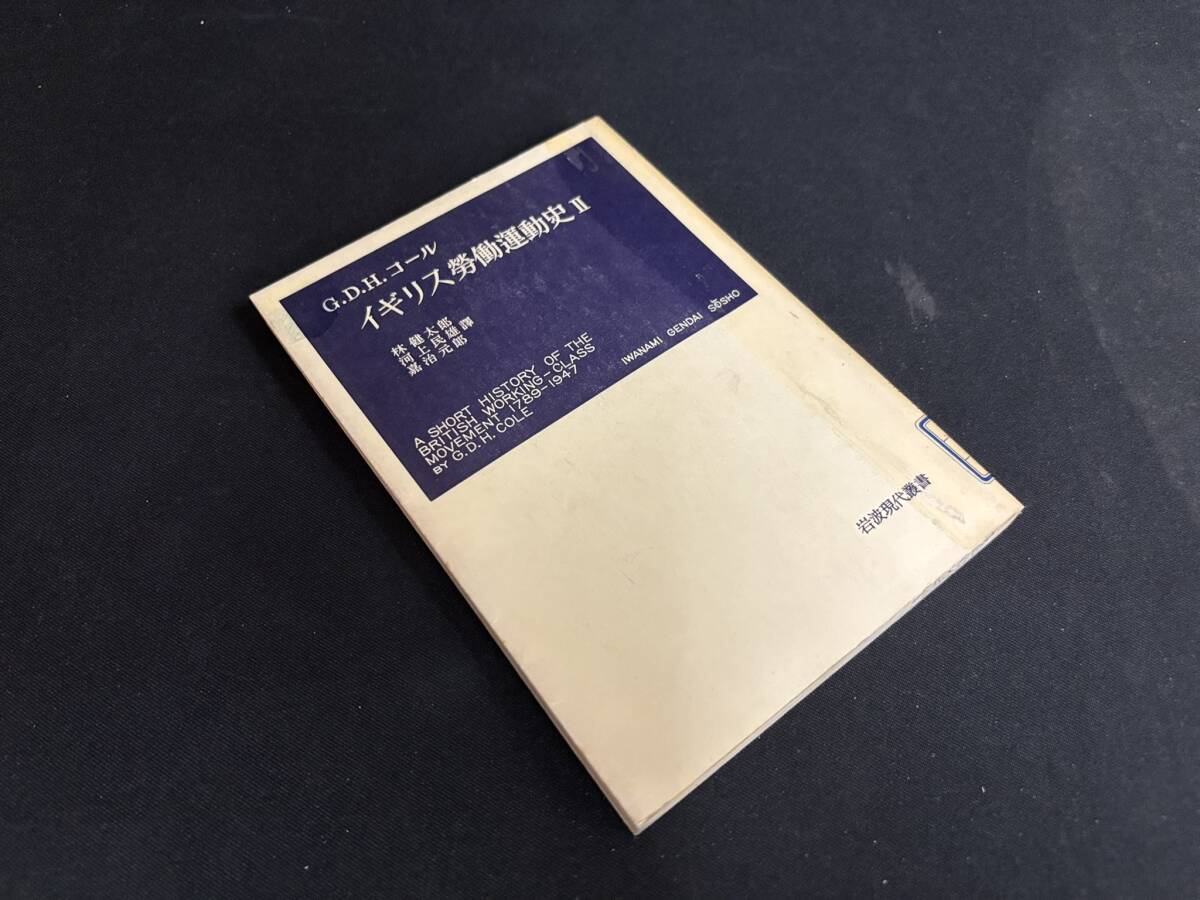 G.D.H.コール
イギリス勞働運動史 II
林健太郎
河上民雄譯
嘉治元郎
A SHORT HISTORY OF THE
BRITISH WORKING-CLASS
MOVEMENT 1789-1947
BY G.D.H. COLE
IWANAMI GENDAI SŌSHO
岩波現代叢書